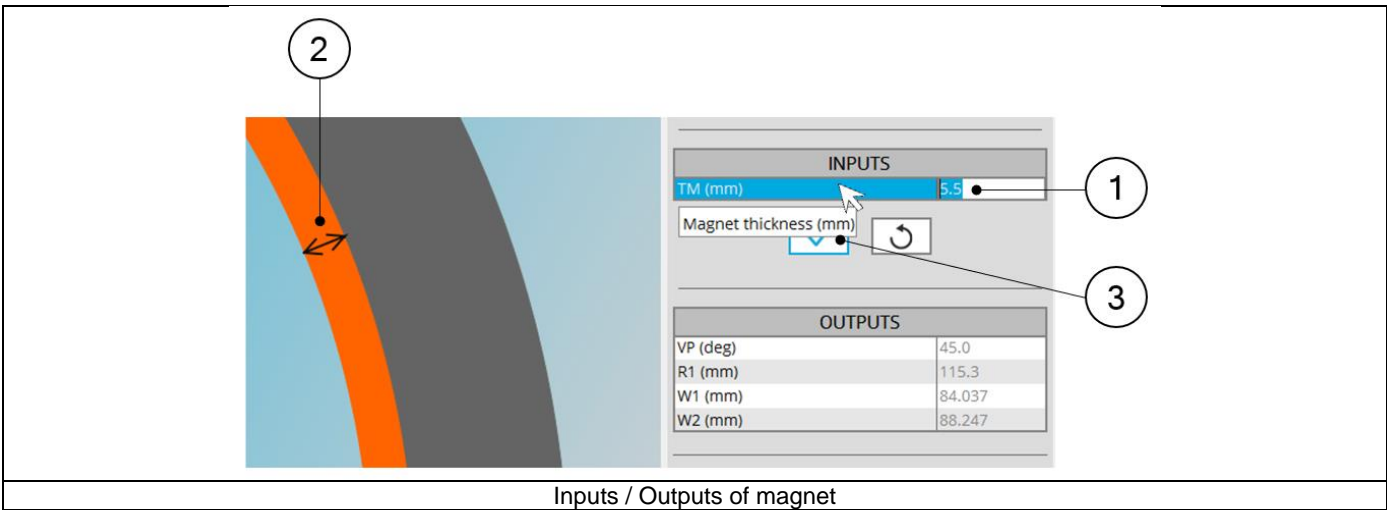 2
INPUTS
TM (mm) 5.5
1
Magnet thickness (mm)
3
OUTPUTS
VP (deg) 45.0
R1 (mm) 115.3
W1 (mm) 84.037
W2 (mm) 88.247
Inputs / Outputs of magnet